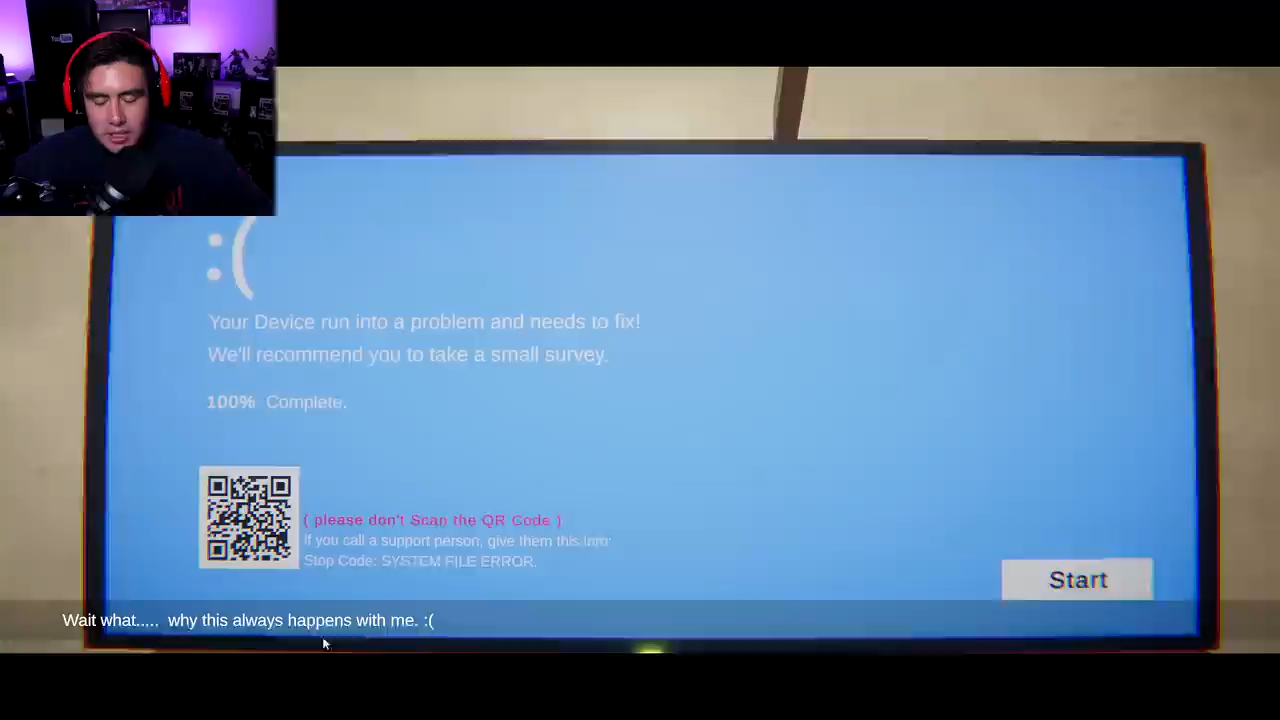 YouTube
:(
Your Device run into a problem and needs to fix!
We'll recommend you to take a small survey.
100% Complete.
( please don't Scan the QR Code )
If you call a support person, give them this info:
Stop Code: SYSTEM FILE ERROR.
Start
Wait what..... why this always happens with me. :(